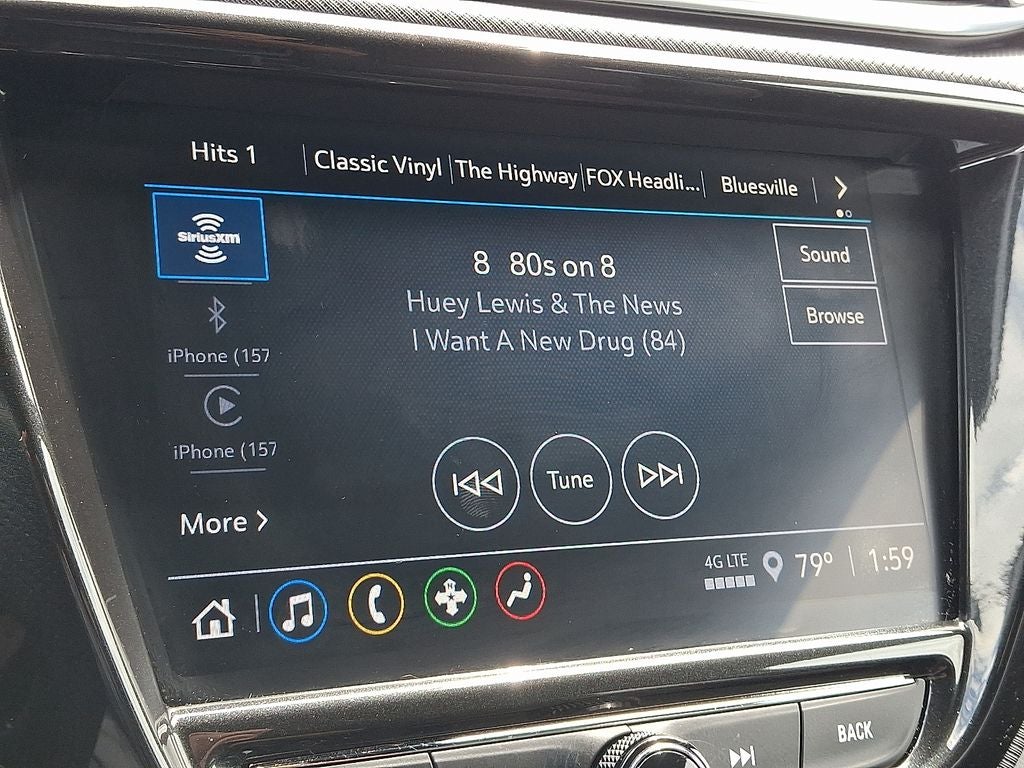 Hits 1
Classic Vinyl
The Highway
FOX Headli...
Bluesville
SiriusXM
8 80s on 8
Huey Lewis & The News
I Want A New Drug (84)
Sound
Browse
iPhone (157
iPhone (157
Tune
More
4G LTE
79° 1:59
N
BACK